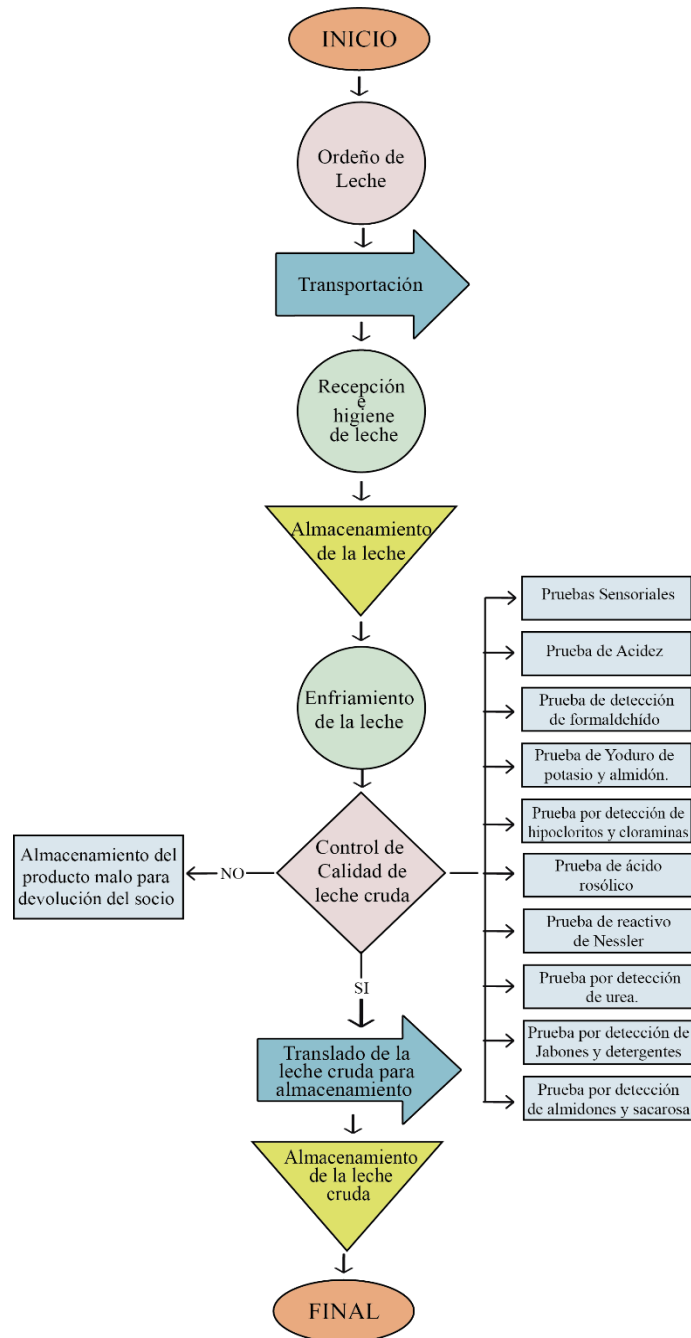 INICIO
Ordeño de
Leche
Transportación
Recepción
e
higiene
de leche
Almacenamiento
de la leche
Enfriamiento
de la leche
Control de
Calidad de
leche cruda
NO
Almacenamiento del
producto malo para
devolución del socio
Pruebas Sensoriales
Prueba de Acidez
Prueba de detección
de formaldehído
Prueba de Yoduro de
potasio y almidón.
Prueba por detección de
hipocloritos y cloraminas
Prueba de ácido
rosólico
Prueba de reactivo
de Nessler
Prueba por detección
de urea.
Prueba por detección de
Jabones y detergentes
Prueba por detección
de almidones y sacarosa
SI
Translado de la
leche cruda para
almacenamiento
Almacenamiento
de la leche
cruda
FINAL